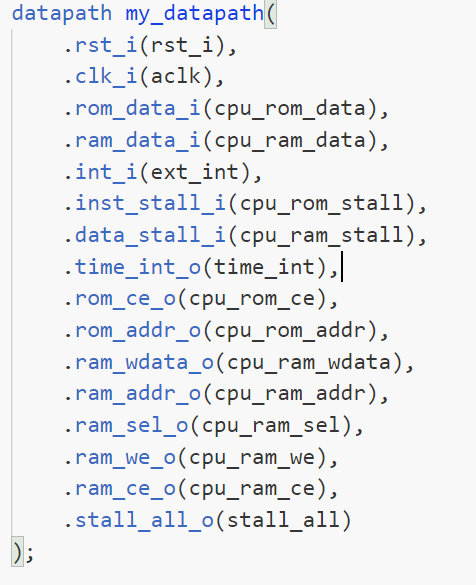 datapath my_datapath(
.rst_i(rst_i),
.clk_i(aclk),
.rom_data_i(cpu_rom_data),
.ram_data_i(cpu_ram_data),
.int_i(ext_int),
.inst_stall_i(cpu_rom_stall),
.data_stall_i(cpu_ram_stall),
.time_int_o(time_int),
.rom_ce_o(cpu_rom_ce),
.rom_addr_o(cpu_rom_addr),
.ram_wdata_o(cpu_ram_wdata),
.ram_addr_o(cpu_ram_addr),
.ram_sel_o(cpu_ram_sel),
.ram_we_o(cpu_ram_we),
.ram_ce_o(cpu_ram_ce),
.stall_all_o(stall_all)
);